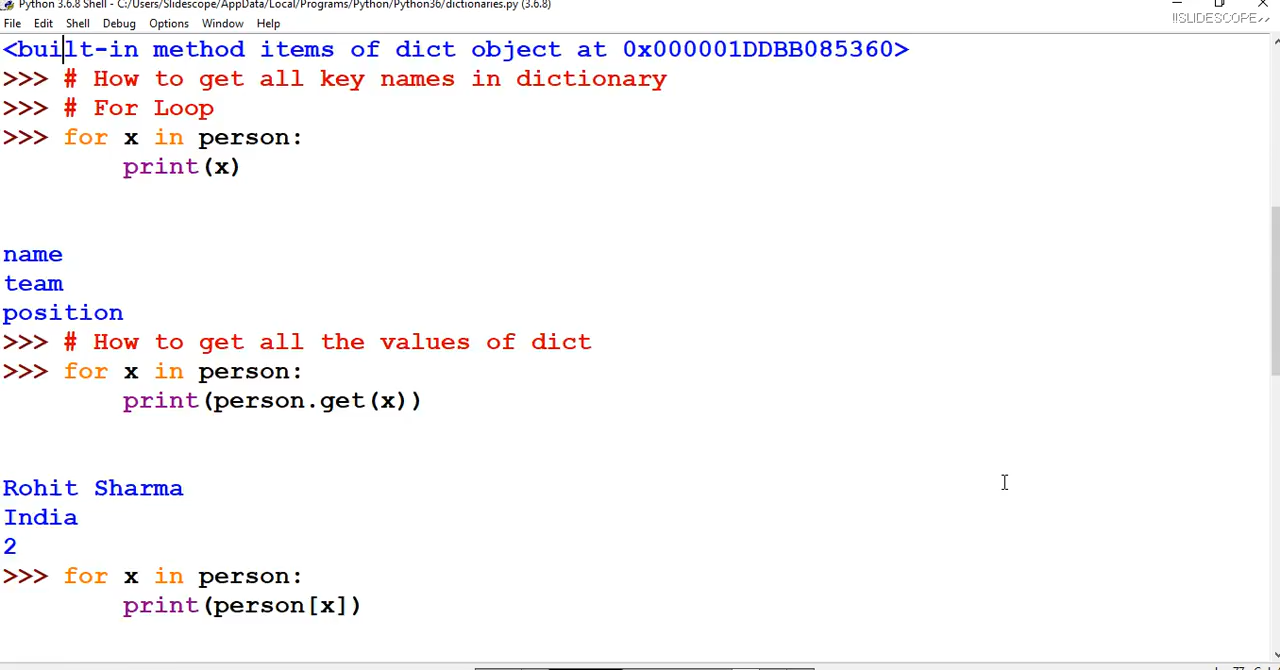 Python 3.6.8 Shell - C:/Users/Slidescope/AppData/Local/Programs/Python/Python36/dictionaries.py (3.6.8)
File Edit Shell Debug Options Window Help
!!SLIDESCOPE
<built-in method items of dict object at 0x000001DDBB085360>
>>> # How to get all key names in dictionary
>>> # For Loop
>>> for x in person:
        print(x)
name
team
position
>>> # How to get all the values of dict
>>> for x in person:
        print(person.get(x))
Rohit Sharma
India
2
>>> for x in person:
        print(person[x])